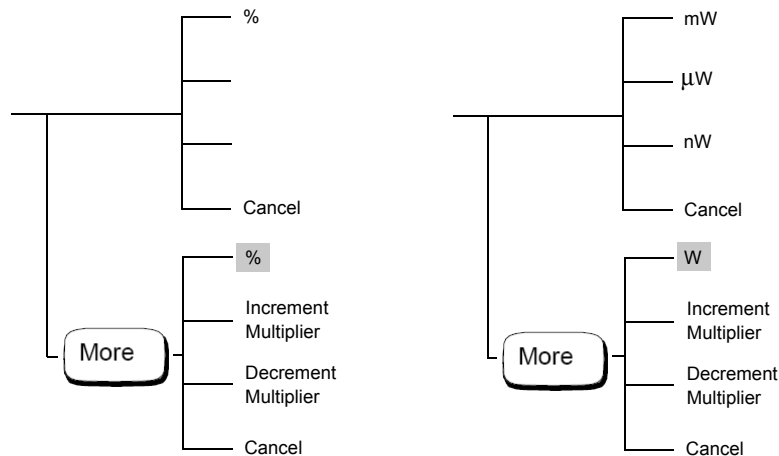 %
Cancel
%
Increment
Multiplier
More
Decrement
Multiplier
Cancel
mW
µW
nW
Cancel
W
Increment
Multiplier
More
Decrement
Multiplier
Cancel